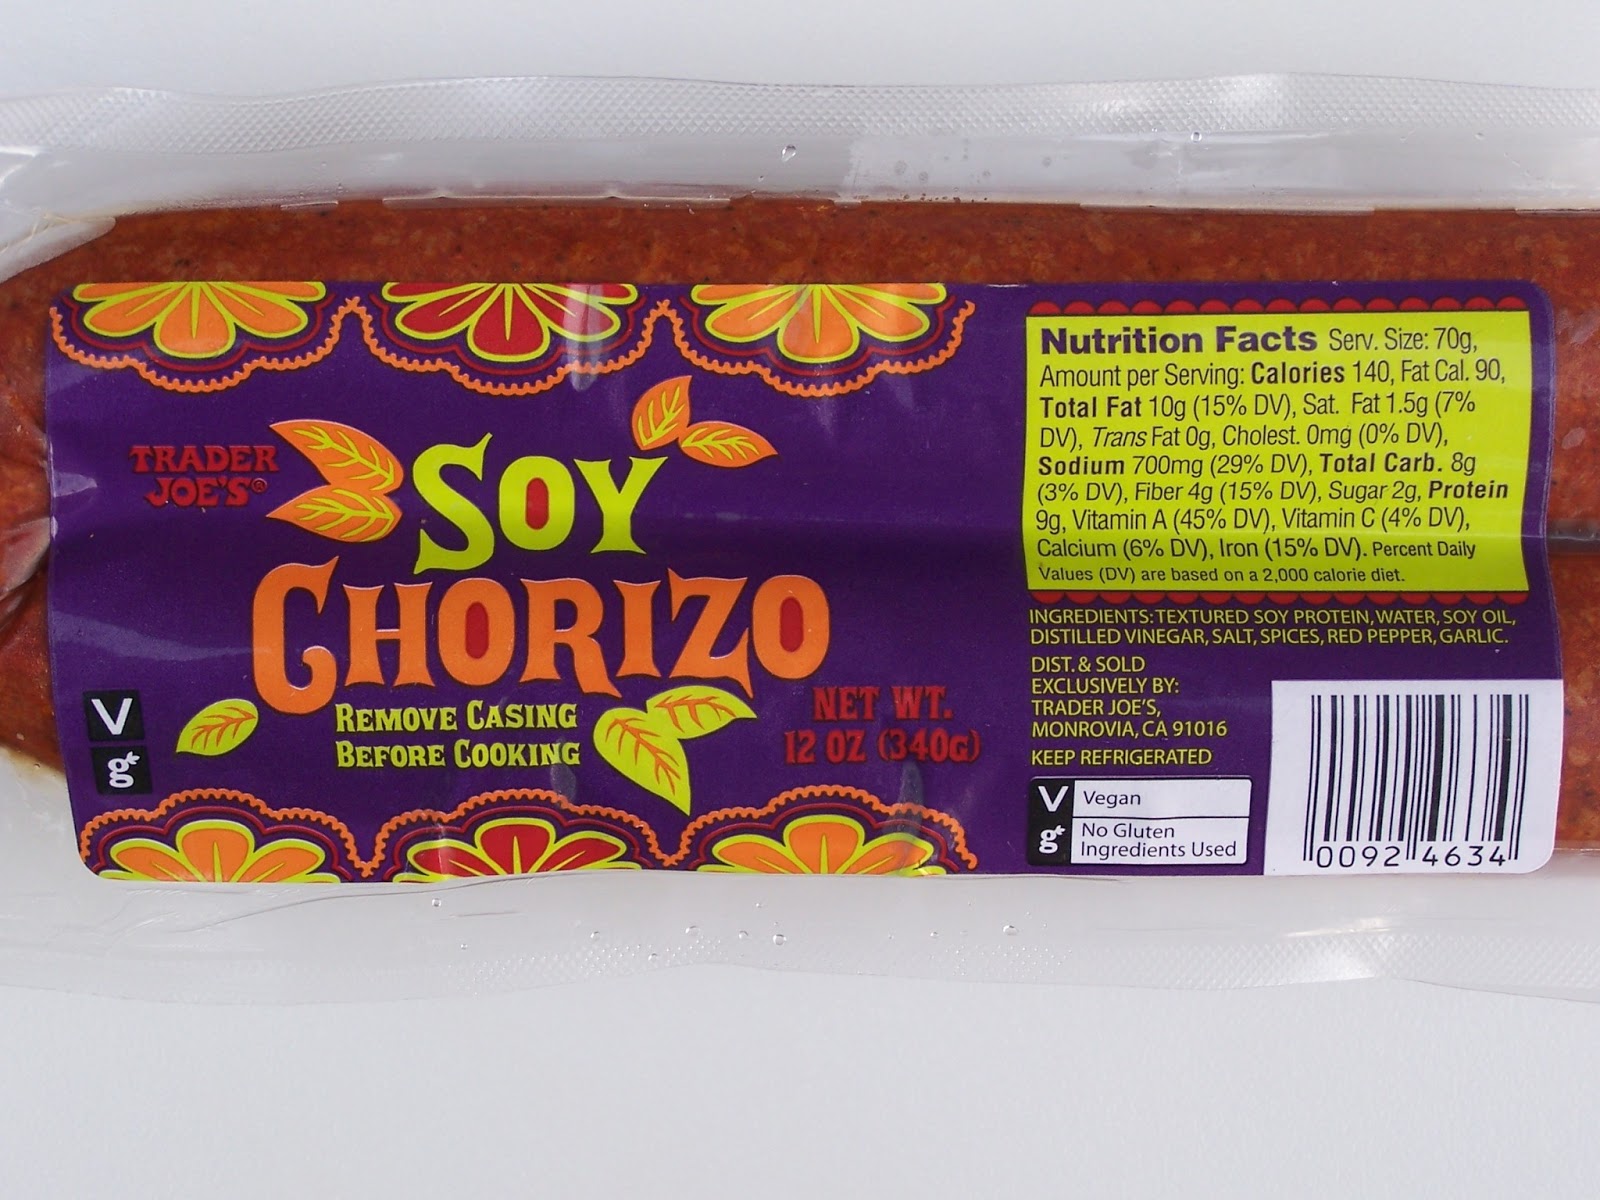 TRADER
JOE'S®
SOY
CHORIZO
REMOVE CASING
BEFORE COOKING
NET WT.
12 OZ (340G)
V
g
Nutrition Facts Serv. Size: 70g,
Amount per Serving: Calories 140, Fat Cal. 90,
Total Fat 10g (15% DV), Sat. Fat 1.5g (7%
DV), Trans Fat 0g, Cholest. 0mg (0% DV),
Sodium 700mg (29% DV), Total Carb. 8g
(3% DV), Fiber 4g (15% DV), Sugar 2g, Protein
9g, Vitamin A (45% DV), Vitamin C (4% DV),
Calcium (6% DV), Iron (15% DV). Percent Daily
Values (DV) are based on a 2,000 calorie diet.
INGREDIENTS: TEXTURED SOY PROTEIN, WATER, SOY OIL,
DISTILLED VINEGAR, SALT, SPICES, RED PEPPER, GARLIC.
DIST. & SOLD
EXCLUSIVELY BY:
TRADER JOE'S,
MONROVIA, CA 91016
KEEP REFRIGERATED
V Vegan
g No Gluten
Ingredients Used
0092 4634